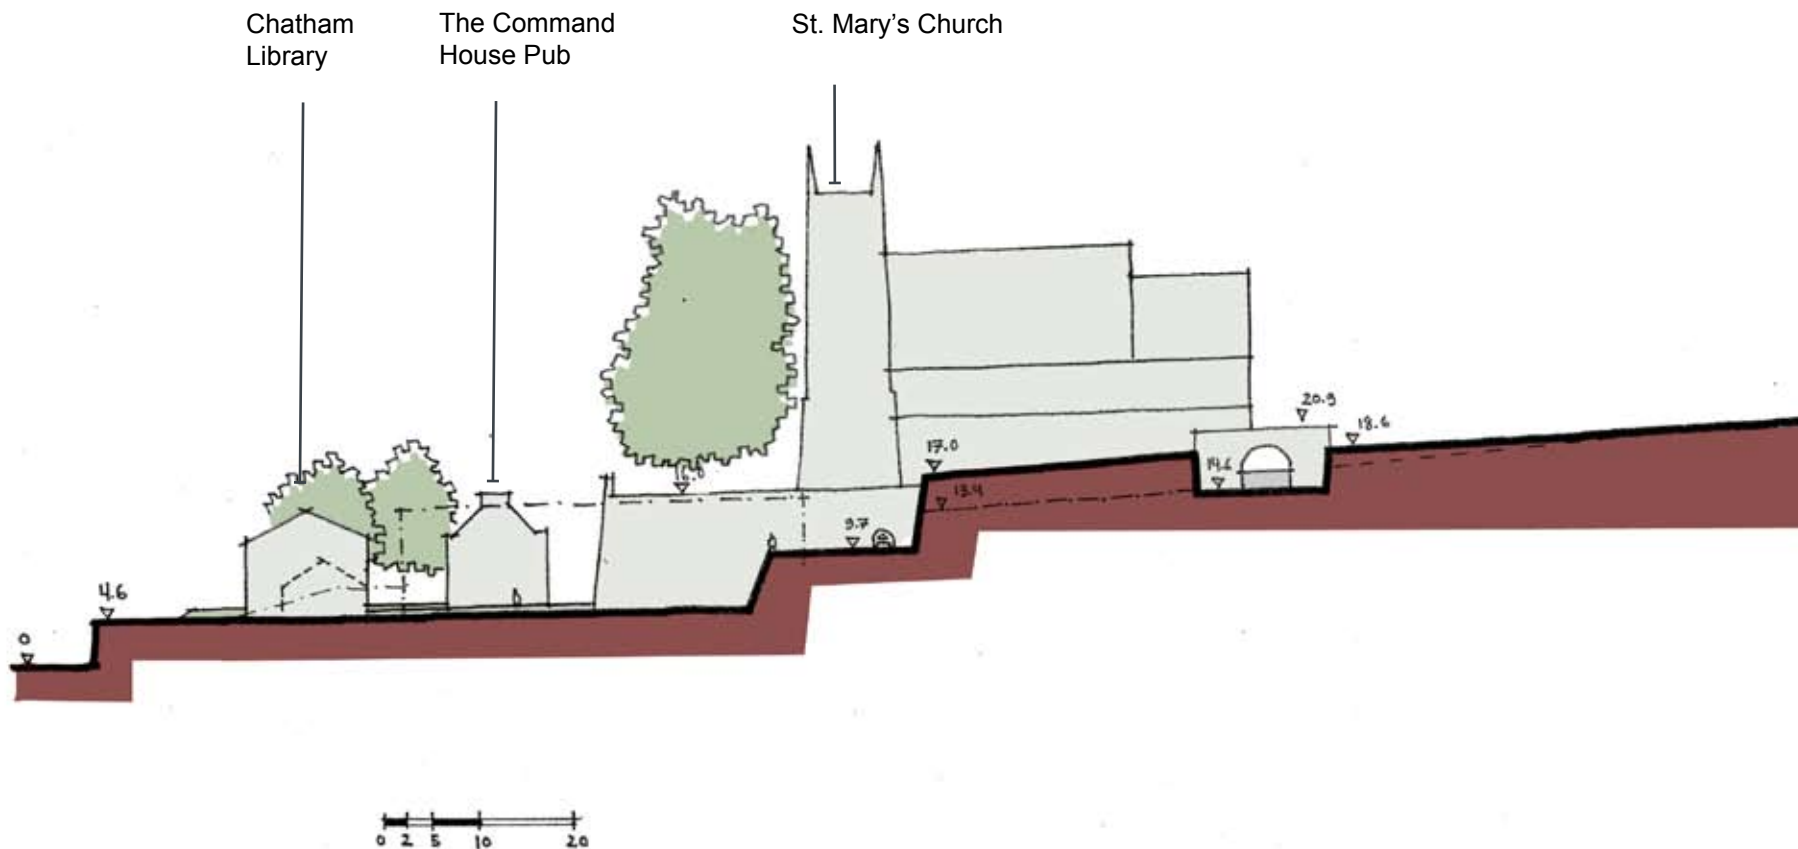 Chatham
Library
The Command
House Pub
St. Mary’s Church
20.9
18.6
17.0
14.6
13.4
9.7
4.6
0
0 2 5 10 20